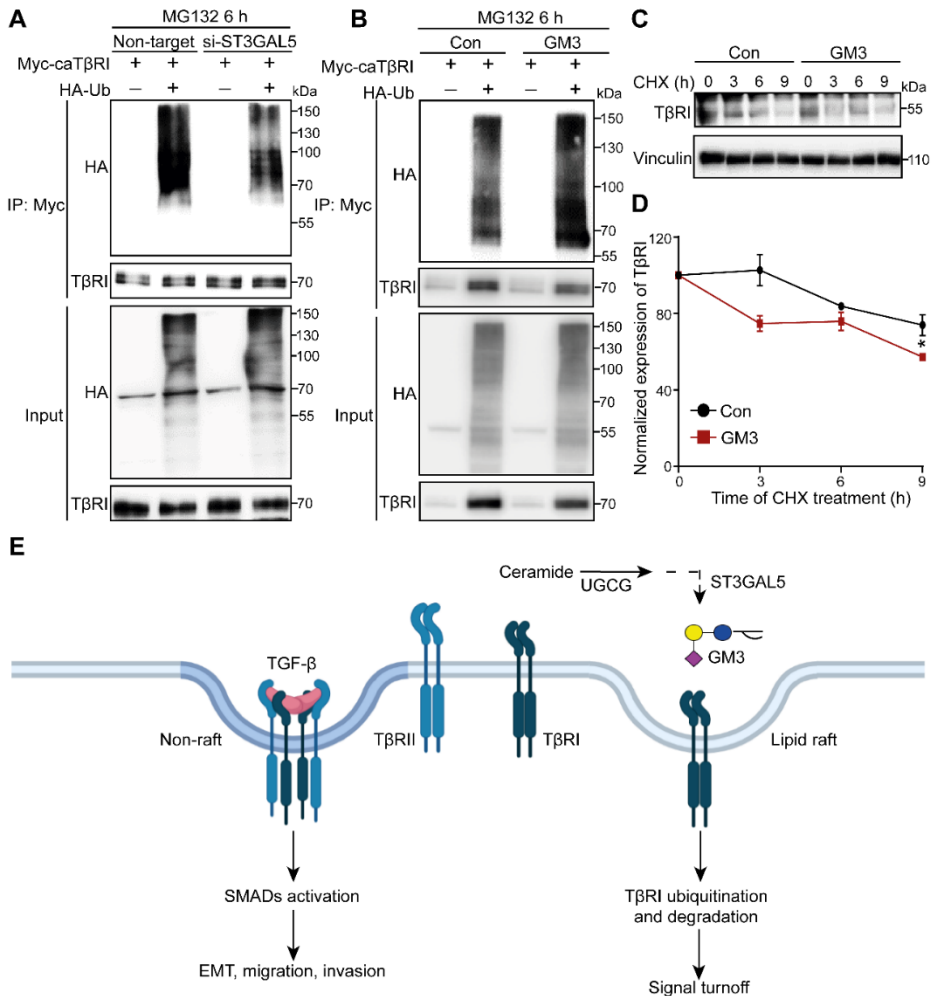 A
MG132 6 h
Non-target si-ST3GAL5
Myc-caTβRI + + + +
HA-Ub — + — + kDa
IP: Myc
HA
150
130
100
70
55
TβRI 70
Input
HA
150
130
100
70
55
TβRI 70
B
MG132 6 h
Con GM3
Myc-caTβRI + + + +
HA-Ub — + — + kDa
IP: Myc
HA
150
130
100
70
TβRI 70
Input
HA
150
130
100
70
55
TβRI 70
C
Con GM3
CHX (h) 0 3 6 9 0 3 6 9 kDa
TβRI 55
Vinculin 110
D
Normalized expression of TβRI
120
80
40
0
*
Con
GM3
0 3 6 9
Time of CHX treatment (h)
E
Ceramide
UGCG
ST3GAL5
GM3
TGF-β
Non-raft
TβRII
TβRI
Lipid raft
SMADs activation
EMT, migration, invasion
TβRI ubiquitination
and degradation
Signal turnoff